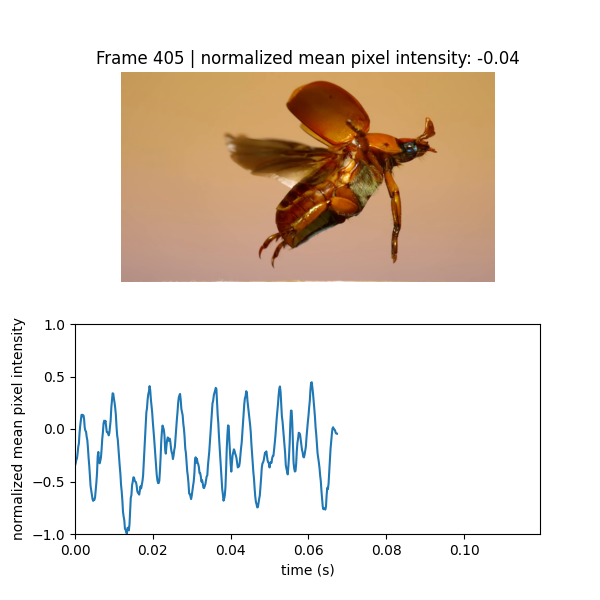 Frame 405 | normalized mean pixel intensity: -0.04
normalized mean pixel intensity
1.0
0.5
0.0
−0.5
−1.0
0.00 0.02 0.04 0.06 0.08 0.10
time (s)